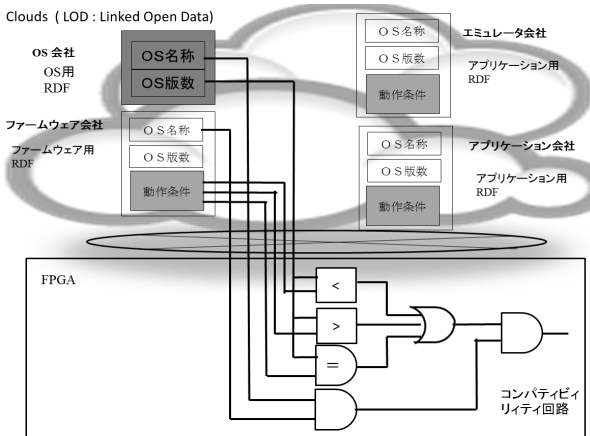 Clouds ( LOD : Linked Open Data)
OS 会社
OS用
RDF
OS名称
OS版数
ファームウェア会社
ファームウェア用
RDF
OS名称
OS版数
動作条件
OS名称
OS版数
動作条件
エミュレータ会社
アプリケーション用
RDF
OS名称
OS版数
動作条件
アプリケーション会社
アプリケーション用
RDF
FPGA
<
>
=
コンパティビィ
リィティ回路